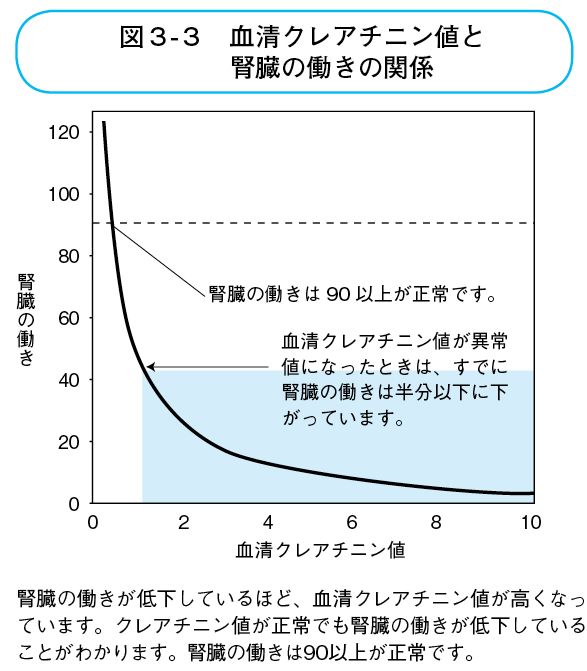 図3-3　血清クレアチニン値と
腎臓の働きの関係
120
100
80
60
40
20
0
腎臓の働き
腎臓の働きは90以上が正常です。
血清クレアチニン値が異常
値になったときは、すでに
腎臓の働きは半分以下に下
がっています。
0 2 4 6 8 10
血清クレアチニン値
腎臓の働きが低下しているほど、血清クレアチニン値が高くなっ
ています。クレアチニン値が正常でも腎臓の働きが低下している
ことがわかります。腎臓の働きは90以上が正常です。